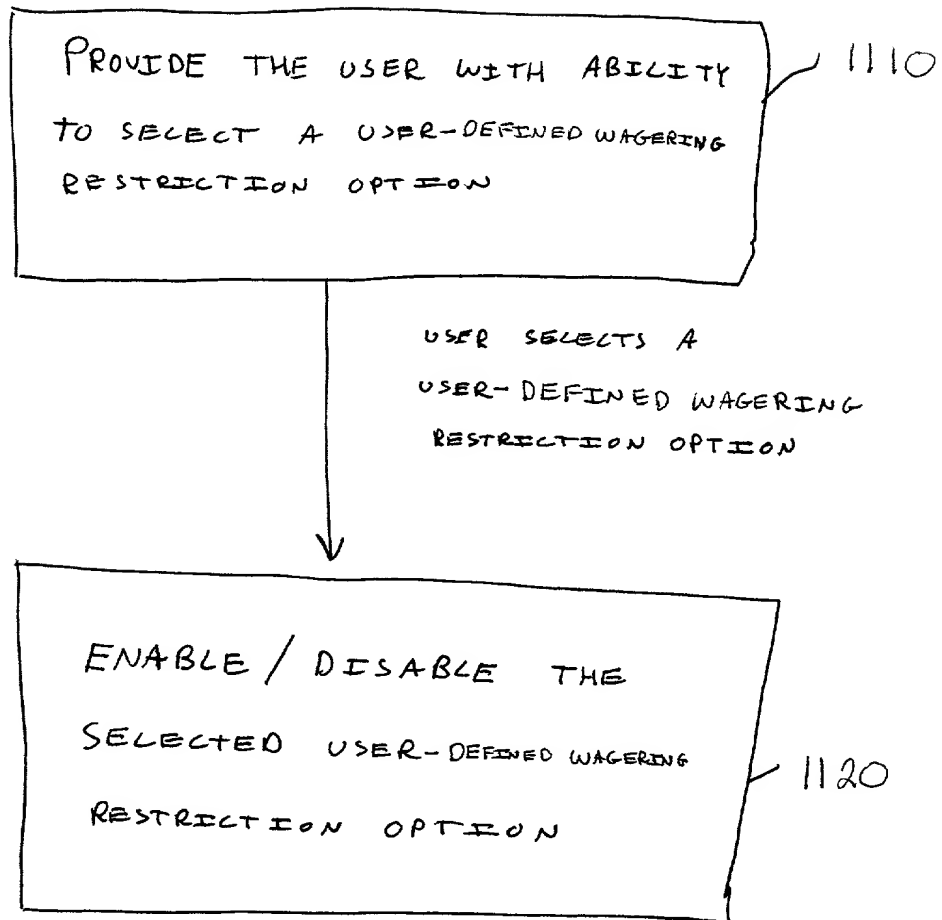 PROVIDE THE USER WITH ABILITY
TO SELECT A USER-DEFINED WAGERING
RESTRICTION OPTION
1110
USER SELECTS A
USER-DEFINED WAGERING
RESTRICTION OPTION
ENABLE / DISABLE THE
SELECTED USER-DEFINED WAGERING
RESTRICTION OPTION
1120